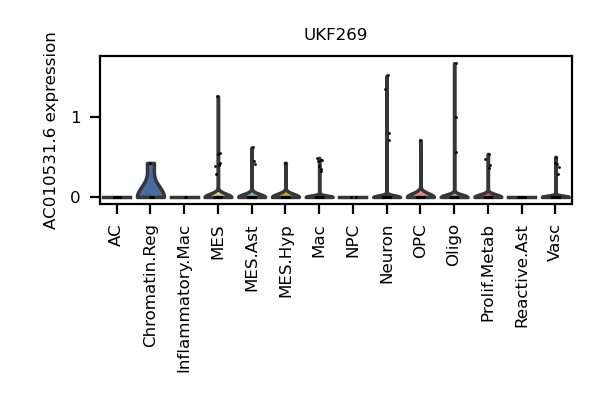 UKF269
AC010531.6 expression
1
0
AC
Chromatin.Reg
Inflammatory.Mac
MES
MES.Ast
MES.Hyp
Mac
NPC
Neuron
OPC
Oligo
Prolif.Metab
Reactive.Ast
Vasc